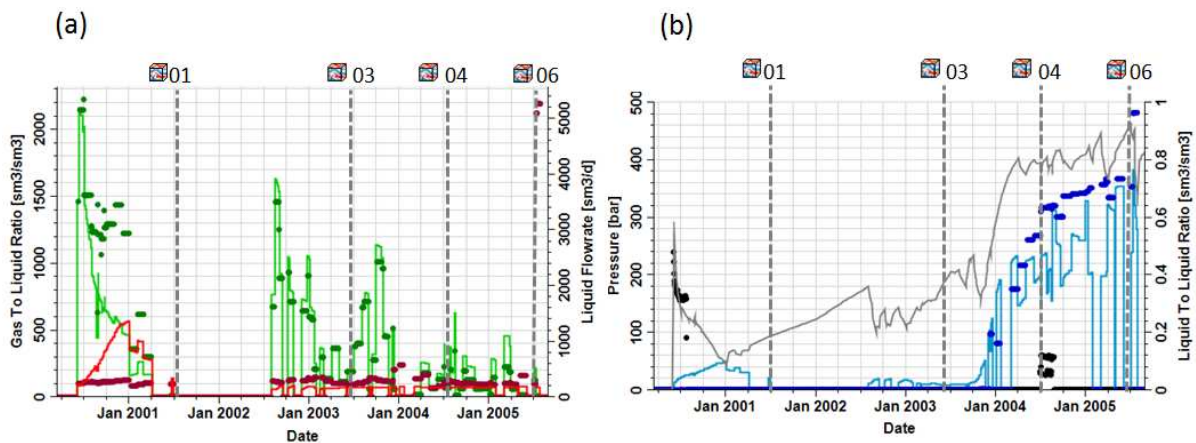 (a)
01 03 04 06
2000
1500
1000
500
0
5000
4000
3000
2000
1000
0
Gas To Liquid Ratio [sm3/sm3]
Liquid Flowrate [sm3/d]
Jan 2001 Jan 2002 Jan 2003 Jan 2004 Jan 2005
Date
(b)
01 03 04 06
500
400
300
200
100
0
1
0.8
0.6
0.4
0.2
0
Pressure [bar]
Liquid To Liquid Ratio [sm3/sm3]
Jan 2001 Jan 2002 Jan 2003 Jan 2004 Jan 2005
Date